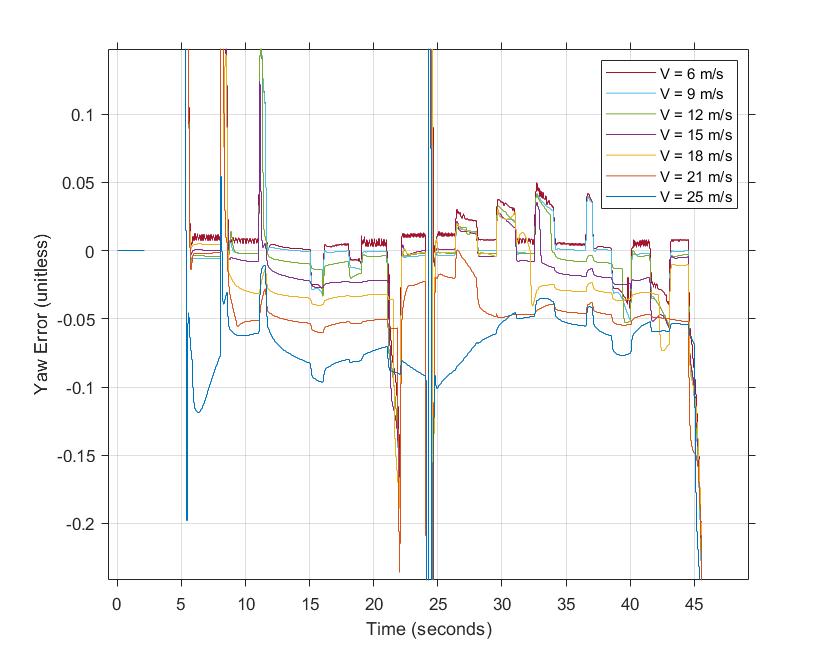 V = 6 m/s
V = 9 m/s
V = 12 m/s
V = 15 m/s
V = 18 m/s
V = 21 m/s
V = 25 m/s
0.1
0.05
0
-0.05
-0.1
-0.15
-0.2
Yaw Error (unitless)
0 5 10 15 20 25 30 35 40 45
Time (seconds)